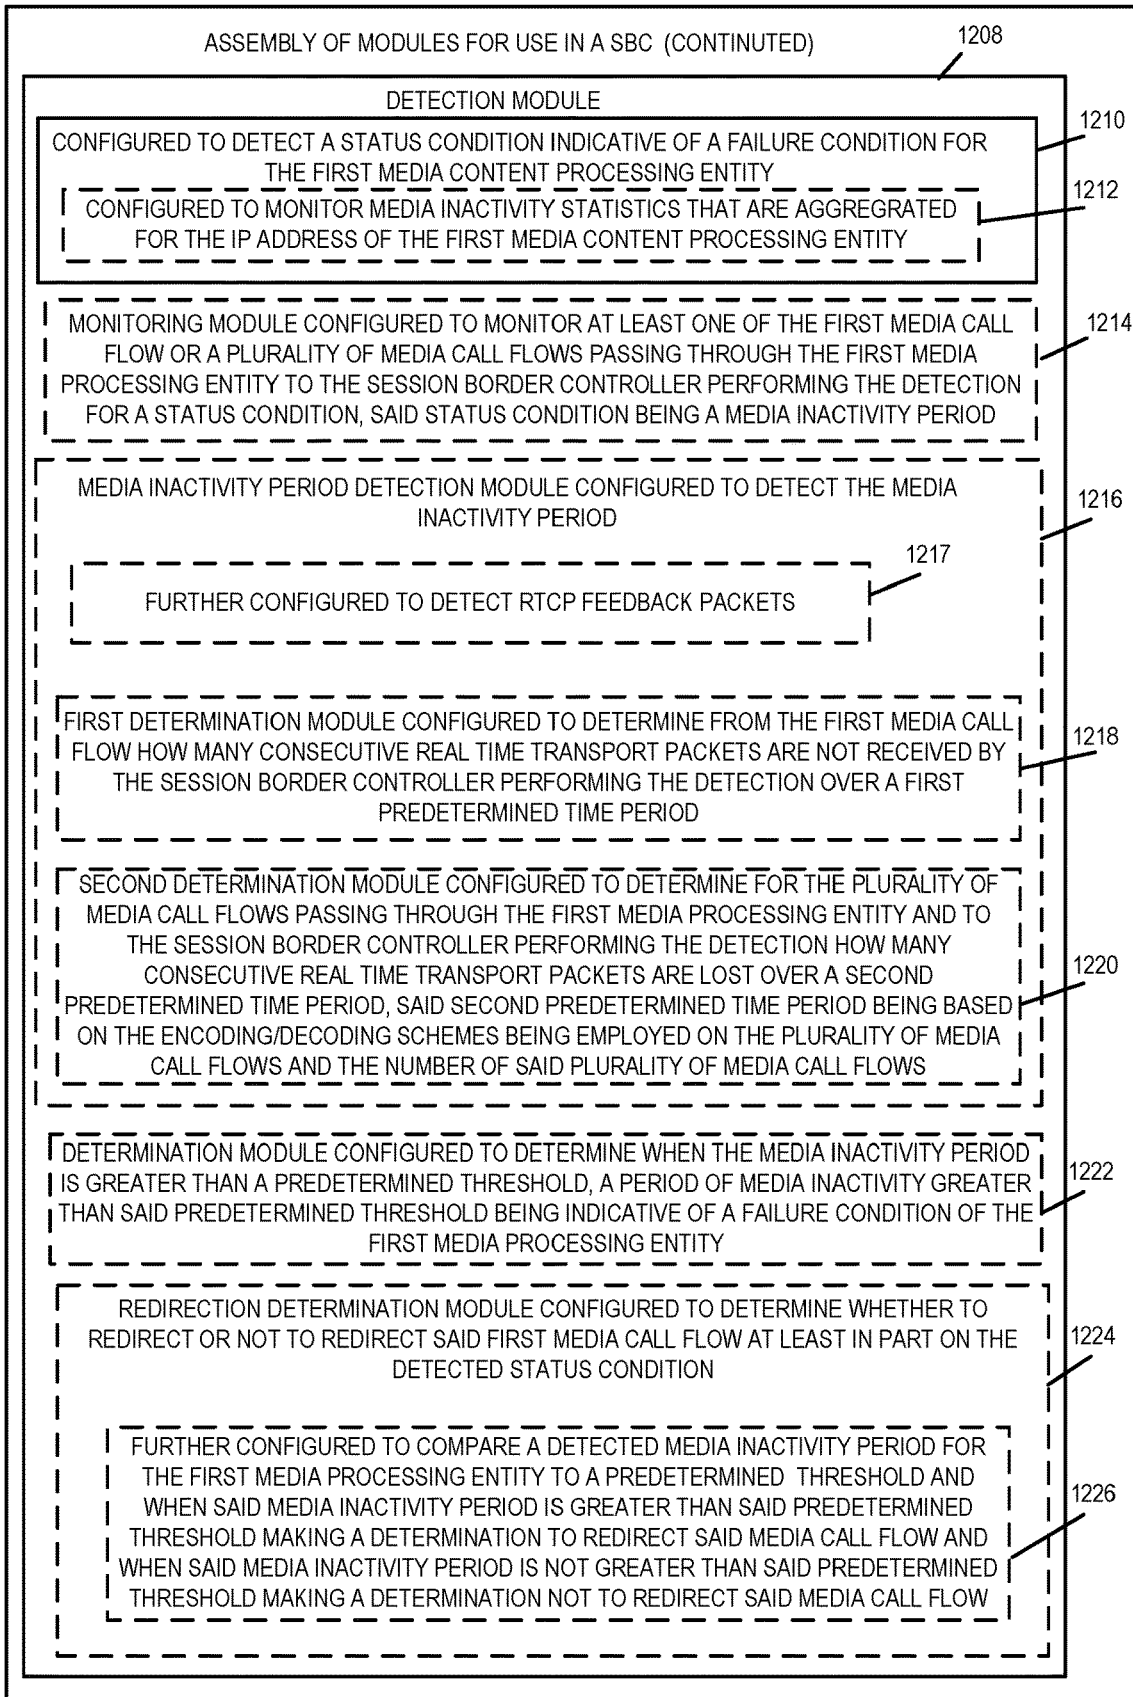 ASSEMBLY OF MODULES FOR USE IN A SBC (CONTINUTED)
1208
DETECTION MODULE
1210
CONFIGURED TO DETECT A STATUS CONDITION INDICATIVE OF A FAILURE CONDITION FOR
THE FIRST MEDIA CONTENT PROCESSING ENTITY
1212
CONFIGURED TO MONITOR MEDIA INACTIVITY STATISTICS THAT ARE AGGREGRATED
FOR THE IP ADDRESS OF THE FIRST MEDIA CONTENT PROCESSING ENTITY
1214
MONITORING MODULE CONFIGURED TO MONITOR AT LEAST ONE OF THE FIRST MEDIA CALL
FLOW OR A PLURALITY OF MEDIA CALL FLOWS PASSING THROUGH THE FIRST MEDIA
PROCESSING ENTITY TO THE SESSION BORDER CONTROLLER PERFORMING THE DETECTION
FOR A STATUS CONDITION, SAID STATUS CONDITION BEING A MEDIA INACTIVITY PERIOD
MEDIA INACTIVITY PERIOD DETECTION MODULE CONFIGURED TO DETECT THE MEDIA
INACTIVITY PERIOD
1216
1217
FURTHER CONFIGURED TO DETECT RTCP FEEDBACK PACKETS
FIRST DETERMINATION MODULE CONFIGURED TO DETERMINE FROM THE FIRST MEDIA CALL
FLOW HOW MANY CONSECUTIVE REAL TIME TRANSPORT PACKETS ARE NOT RECEIVED BY
THE SESSION BORDER CONTROLLER PERFORMING THE DETECTION OVER A FIRST
PREDETERMINED TIME PERIOD
1218
SECOND DETERMINATION MODULE CONFIGURED TO DETERMINE FOR THE PLURALITY OF
MEDIA CALL FLOWS PASSING THROUGH THE FIRST MEDIA PROCESSING ENTITY AND TO
THE SESSION BORDER CONTROLLER PERFORMING THE DETECTION HOW MANY
CONSECUTIVE REAL TIME TRANSPORT PACKETS ARE LOST OVER A SECOND
PREDETERMINED TIME PERIOD, SAID SECOND PREDETERMINED TIME PERIOD BEING BASED
ON THE ENCODING/DECODING SCHEMES BEING EMPLOYED ON THE PLURALITY OF MEDIA
CALL FLOWS AND THE NUMBER OF SAID PLURALITY OF MEDIA CALL FLOWS
1220
DETERMINATION MODULE CONFIGURED TO DETERMINE WHEN THE MEDIA INACTIVITY PERIOD
IS GREATER THAN A PREDETERMINED THRESHOLD, A PERIOD OF MEDIA INACTIVITY GREATER
THAN SAID PREDETERMINED THRESHOLD BEING INDICATIVE OF A FAILURE CONDITION OF THE
FIRST MEDIA PROCESSING ENTITY
1222
REDIRECTION DETERMINATION MODULE CONFIGURED TO DETERMINE WHETHER TO
REDIRECT OR NOT TO REDIRECT SAID FIRST MEDIA CALL FLOW AT LEAST IN PART ON THE
DETECTED STATUS CONDITION
1224
FURTHER CONFIGURED TO COMPARE A DETECTED MEDIA INACTIVITY PERIOD FOR
THE FIRST MEDIA PROCESSING ENTITY TO A PREDETERMINED THRESHOLD AND
WHEN SAID MEDIA INACTIVITY PERIOD IS GREATER THAN SAID PREDETERMINED
THRESHOLD MAKING A DETERMINATION TO REDIRECT SAID MEDIA CALL FLOW AND
WHEN SAID MEDIA INACTIVITY PERIOD IS NOT GREATER THAN SAID PREDETERMINED
THRESHOLD MAKING A DETERMINATION NOT TO REDIRECT SAID MEDIA CALL FLOW
1226